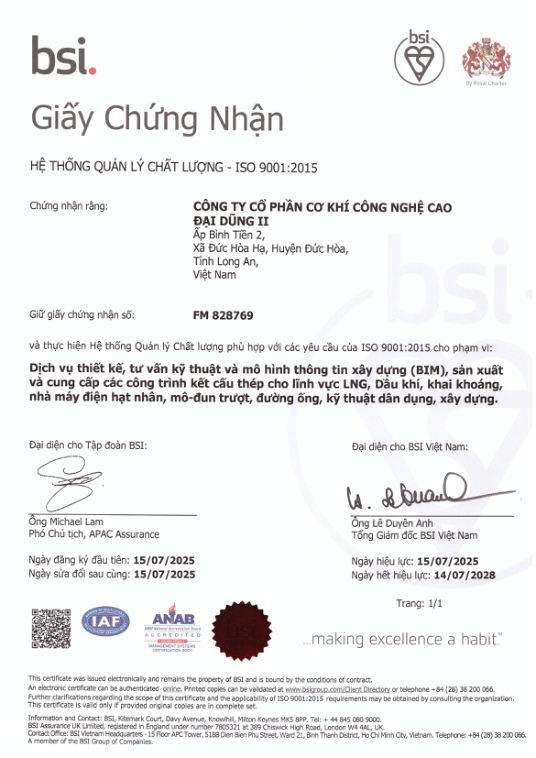 bsi.
bsi
By Royal Charter
Giấy Chứng Nhận
HỆ THỐNG QUẢN LÝ CHẤT LƯỢNG - ISO 9001:2015
Chứng nhận rằng:
CÔNG TY CỔ PHẦN CƠ KHÍ CÔNG NGHỆ CAO
ĐẠI DŨNG II
Ấp Bình Tiền 2,
Xã Đức Hòa Hạ, Huyện Đức Hòa,
Tỉnh Long An,
Việt Nam
bsi
Giữ giấy chứng nhận số:
FM 828769
và thực hiện Hệ thống Quản lý Chất lượng phù hợp với các yêu cầu của ISO 9001:2015 cho phạm vi:
Dịch vụ thiết kế, tư vấn kỹ thuật và mô hình thông tin xây dựng (BIM), sản xuất
và cung cấp các công trình kết cấu thép cho lĩnh vực LNG, Dầu khí, khai khoáng,
nhà máy điện hạt nhân, mô-đun trượt, đường ống, kỹ thuật dân dụng, xây dựng.
Đại diện cho Tập đoàn BSI:
Đại diện cho BSI Việt Nam:
Ông Michael Lam
Phó Chủ tịch, APAC Assurance
Ông Lê Duyên Anh
Tổng Giám đốc BSI Việt Nam
Ngày đăng ký đầu tiên: 15/07/2025
Ngày sửa đổi sau cùng: 15/07/2025
Ngày hiệu lực: 15/07/2025
Ngày hết hiệu lực: 14/07/2028
Trang: 1/1
IAF
ANAB
ACCREDITED
MANAGEMENT SYSTEMS
CERTIFICATION BODY
bsi
...making excellence a habit.™
This certificate was issued electronically and remains the property of BSI and is bound by the conditions of contract.
An electronic certificate can be authenticated online. Printed copies can be validated at www.bsigroup.com/Client Directory or telephone +84 (28) 38 200 066.
Further clarifications regarding the scope of this certificate and the applicability of ISO 9001:2015 requirements may be obtained by consulting the organization.
This certificate is valid only if provided original copies are in complete set.
Information and Contact: BSI, Kitemark Court, Davy Avenue, Knowlhill, Milton Keynes MK5 8PP. Tel: + 44 845 080 9000.
BSI Assurance UK Limited, registered in England under number 7805321 at 389 Chiswick High Road, London W4 4AL, UK.
Contact Office: BSI Vietnam Headquarters - 15 Floor APC Tower, 518B Dien Bien Phu Street, Ward 21, Binh Thanh District, Ho Chi Minh City, Vietnam. Telephone: +84 (28) 38 200 066.
A member of the BSI Group of Companies.